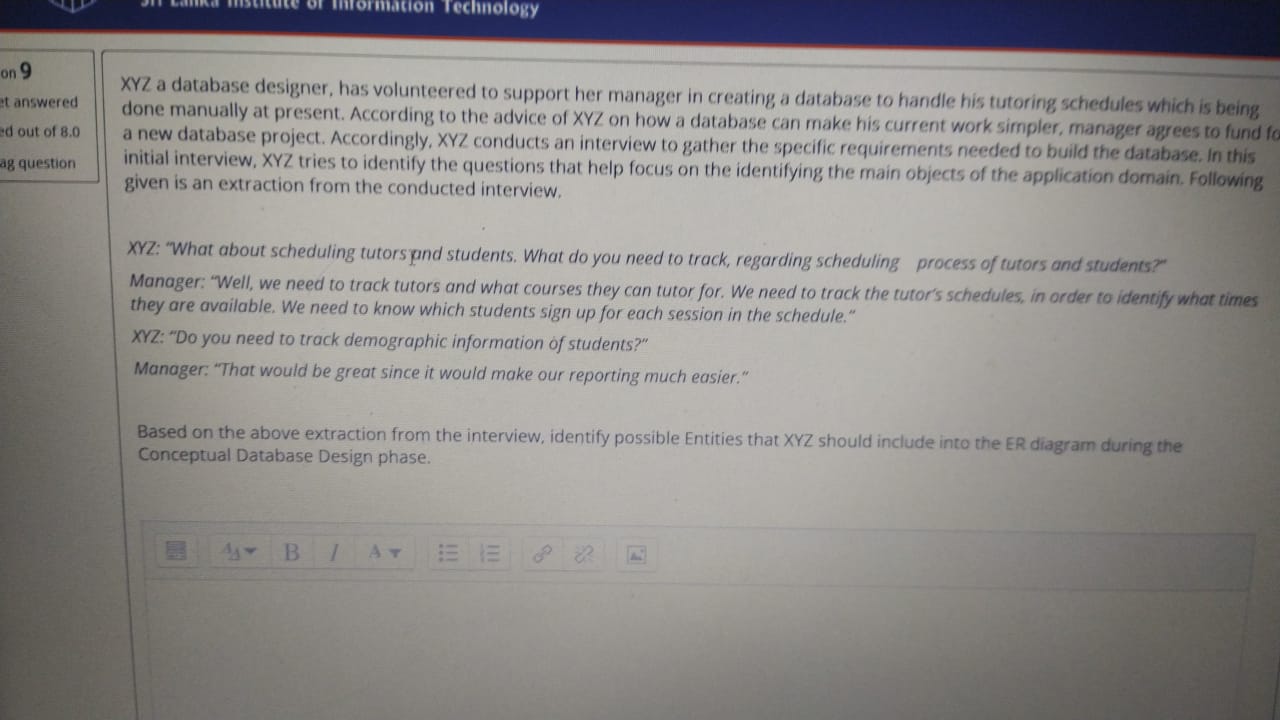 Sri Lanka Institute of Information Technology
on 9
et answered
ed out of 8.0
ag question
XYZ a database designer, has volunteered to support her manager in creating a database to handle his tutoring schedules which is being
done manually at present. According to the advice of XYZ on how a database can make his current work simpler, manager agrees to fund fo
a new database project. Accordingly, XYZ conducts an interview to gather the specific requirements needed to build the database. In this
initial interview, XYZ tries to identify the questions that help focus on the identifying the main objects of the application domain. Following
given is an extraction from the conducted interview.
XYZ: "What about scheduling tutors and students. What do you need to track, regarding scheduling process of tutors and students?"
Manager: "Well, we need to track tutors and what courses they can tutor for. We need to track the tutor's schedules, in order to identify what times
they are available. We need to know which students sign up for each session in the schedule."
XYZ: "Do you need to track demographic information of students?"
Manager: "That would be great since it would make our reporting much easier."
Based on the above extraction from the interview, identify possible Entities that XYZ should include into the ER diagram during the
Conceptual Database Design phase.
B I A